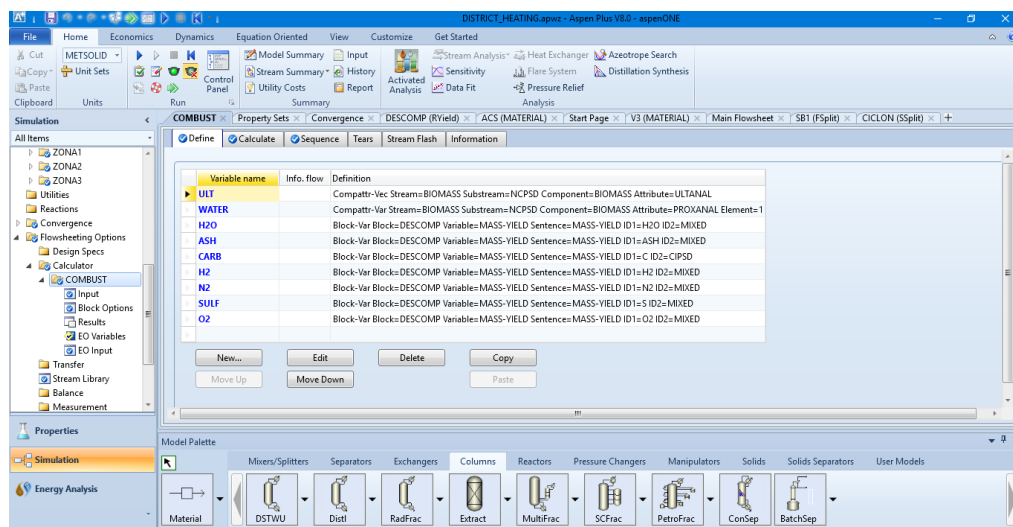 DISTRICT_HEATING.apwz - Aspen Plus V8.0 - aspenONE
File Home Economics Dynamics Equation Oriented View Customize Get Started
Cut METSOLID Model Summary Input Stream Analysis Heat Exchanger Azeotrope Search
Copy Unit Sets Stream Summary History Sensitivity Flare System Distillation Synthesis
Paste Control Panel Utility Costs Report Activated Analysis Data Fit Pressure Relief
Clipboard Units Run Summary Analysis
Simulation COMBUST Property Sets Convergence DESCOMP (RYield) ACS (MATERIAL) Start Page V3 (MATERIAL) Main Flowsheet SB1 (FSplit) CICLON (SSplit)
All Items Define Calculate Sequence Tears Stream Flash Information
ZONA1
ZONA2
ZONA3
Utilities
Reactions
Convergence
Flowsheeting Options
Design Specs
Calculator
COMBUST
Input
Block Options
Results
EO Variables
EO Input
Transfer
Stream Library
Balance
Measurement
Variable name Info. flow Definition
ULT Compattr-Vec Stream=BIOMASS Substream=NCPSD Component=BIOMASS Attribute=ULTANAL
WATER Compattr-Var Stream=BIOMASS Substream=NCPSD Component=BIOMASS Attribute=PROXANAL Element=1
H2O Block-Var Block=DESCOMP Variable=MASS-YIELD Sentence=MASS-YIELD ID1=H2O ID2=MIXED
ASH Block-Var Block=DESCOMP Variable=MASS-YIELD Sentence=MASS-YIELD ID1=ASH ID2=MIXED
CARB Block-Var Block=DESCOMP Variable=MASS-YIELD Sentence=MASS-YIELD ID1=C ID2=CIPSD
H2 Block-Var Block=DESCOMP Variable=MASS-YIELD Sentence=MASS-YIELD ID1=H2 ID2=MIXED
N2 Block-Var Block=DESCOMP Variable=MASS-YIELD Sentence=MASS-YIELD ID1=N2 ID2=MIXED
SULF Block-Var Block=DESCOMP Variable=MASS-YIELD Sentence=MASS-YIELD ID1=S ID2=MIXED
O2 Block-Var Block=DESCOMP Variable=MASS-YIELD Sentence=MASS-YIELD ID1=O2 ID2=MIXED
New... Edit Delete Copy
Move Up Move Down Paste
Properties
Simulation
Energy Analysis
Model Palette
Mixers/Splitters Separators Exchangers Columns Reactors Pressure Changers Manipulators Solids Solids Separators User Models
Material DSTWU Distl RadFrac Extract MultiFrac SCFrac PetroFrac ConSep BatchSep